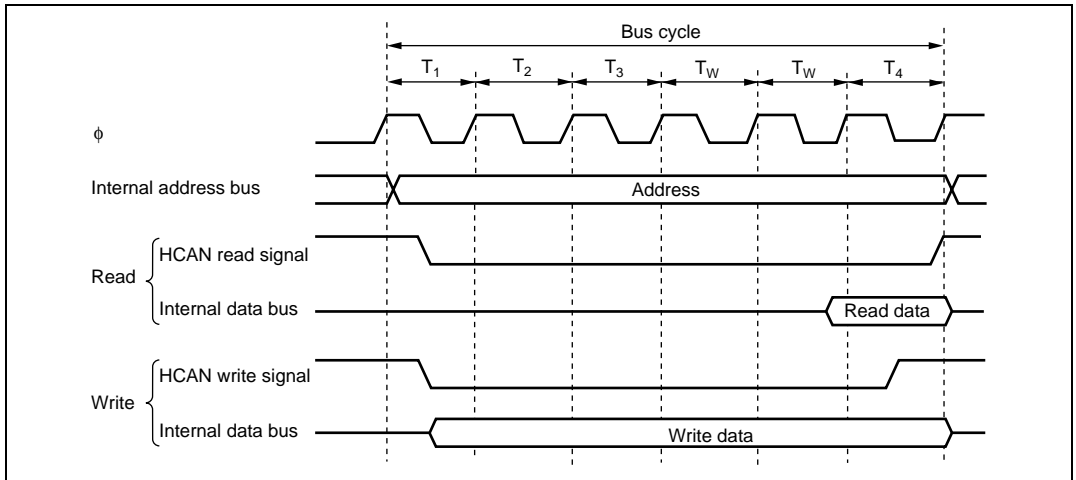 Bus cycle
T1 T2 T3 TW TW T4
ϕ
Internal address bus Address
HCAN read signal
Read
Internal data bus Read data
HCAN write signal
Write
Internal data bus Write data